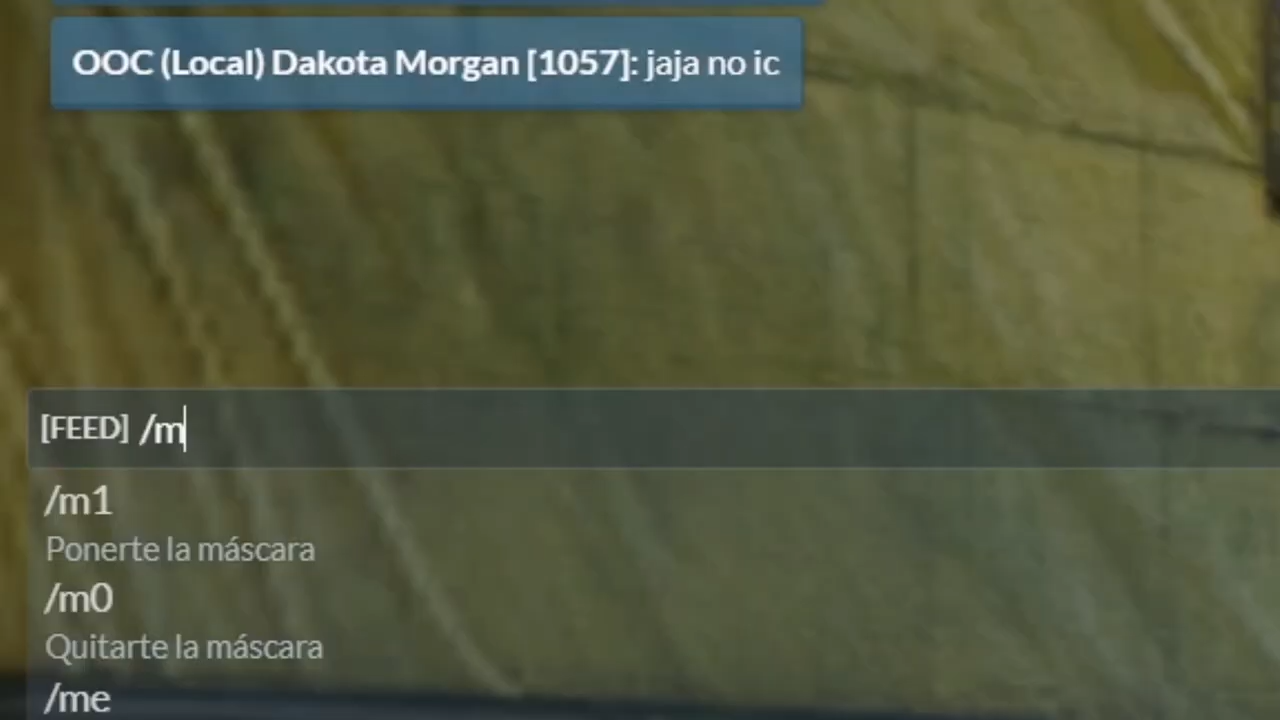 OOC (Local) Dakota Morgan [1057]: jaja no ic
[FEED] /m
/m1
Ponerte la máscara
/m0
Quitarte la máscara
/me